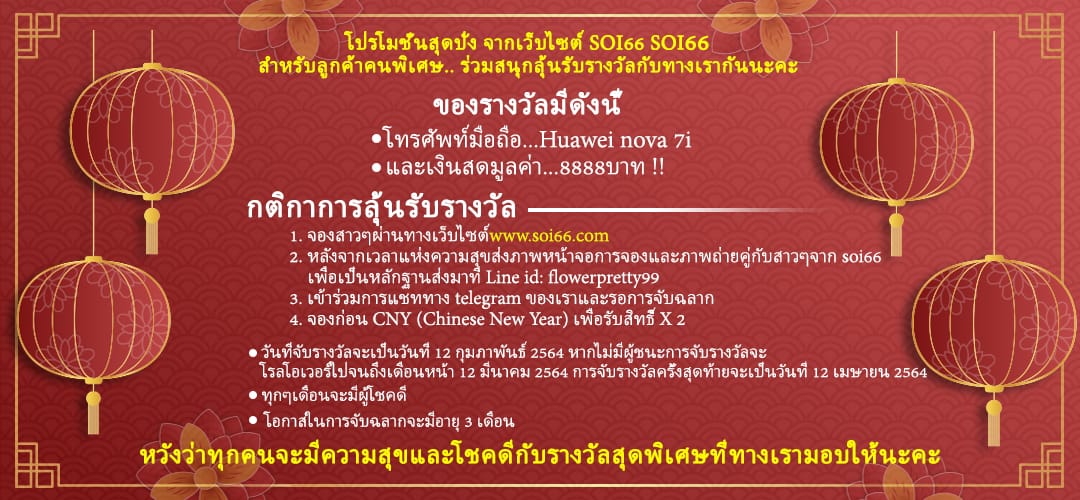 โปรโมชั่นสุดปัง จากเว็บไซต์ SOI66 SOI66
สำหรับลูกค้าคนพิเศษ.. ร่วมสนุกลุ้นรับรางวัลกับทางเรากันนะคะ
ของรางวัลมีดังนี้
•โทรศัพท์มือถือ...Huawei nova 7i
•และเงินสดมูลค่า...8888บาท !!
กติกาการลุ้นรับรางวัล
1. จองสาวๆผ่านทางเว็บไซต์www.soi66.com
2. หลังจากเวลาแห่งความสุขส่งภาพหน้าจอการจองและภาพถ่ายคู่กับสาวๆจาก soi66
เพื่อเป็นหลักฐานส่งมาที่ Line id: flowerpretty99
3. เข้าร่วมการแชททาง telegram ของเราและรอการจับฉลาก
4. จองก่อน CNY (Chinese New Year) เพื่อรับสิทธิ์ X 2
•วันที่จับรางวัลจะเป็นวันที่ 12 กุมภาพันธ์ 2564 หากไม่มีผู้ชนะการจับรางวัลจะ
โรลโอเวอร์ไปจนถึงเดือนหน้า 12 มีนาคม 2564 การจับรางวัลครั้งสุดท้ายจะเป็นวันที่ 12 เมษายน 2564
•ทุกๆเดือนจะมีผู้โชคดี
• โอกาสในการจับฉลากจะมีอายุ 3 เดือน
หวังว่าทุกคนจะมีความสุขและโชคดีกับรางวัลสุดพิเศษที่ทางเรามอบให้นะคะ